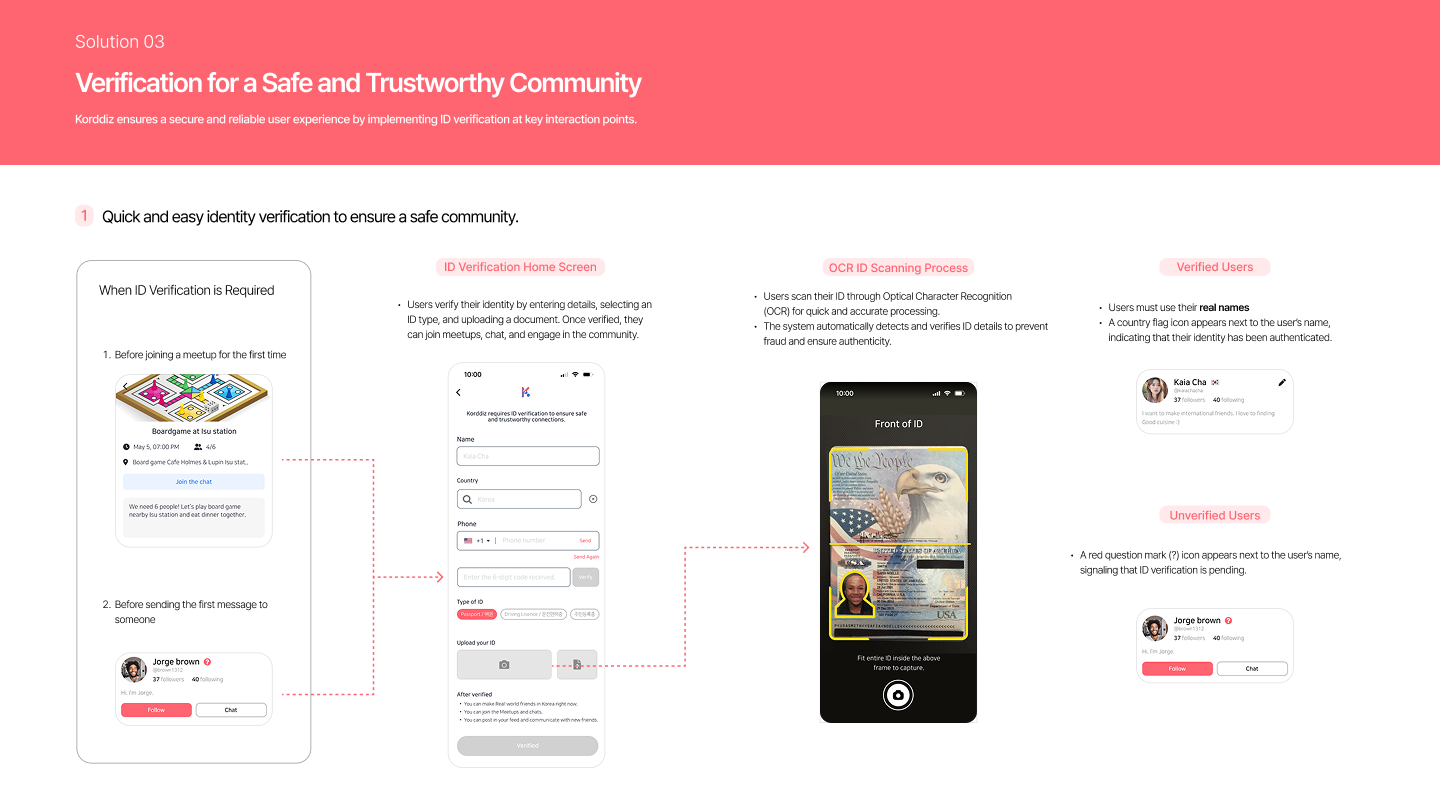 Solution 03
Verification for a Safe and Trustworthy Community
Korddiz ensures a secure and reliable user experience by implementing ID verification at key interaction points.
1 Quick and easy identity verification to ensure a safe community.
When ID Verification is Required
1. Before joining a meetup for the first time
Boardgame at Isu station
May 5, 07:00 PM 4/6
Board game Cafe Holmes & Lupin Isu stat..
Join the chat
We need 6 people! Let's play board game
nearby Isu station and eat dinner together.
2. Before sending the first message to
someone
Jorge brown ?
@brown1312
37 followers 40 following
Hi. I'm Jorge.
Follow Chat
ID Verification Home Screen
• Users verify their identity by entering details, selecting an
ID type, and uploading a document. Once verified, they
can join meetups, chat, and engage in the community.
10:00
K
Korddiz requires ID verification to ensure safe
and trustworthy connections.
Name
Kaia Cha
Country
Korea
Phone
+1 | Phone number Send
Send Again
Enter the 6-digit code received. Verify
Type of ID
Passport / 여권 Driving Licence / 운전면허증 주민등록증
Upload your ID
After verified
• You can make Real world friends in Korea right now.
• You can join the Meetups and chats.
• You can post in your feed and communicate with new friends.
Verified
OCR ID Scanning Process
• Users scan their ID through Optical Character Recognition
(OCR) for quick and accurate processing.
• The system automatically detects and verifies ID details to prevent
fraud and ensure authenticity.
10:00
Front of ID
We the People
USA
USA
Fit entire ID inside the above
frame to capture.
Verified Users
• Users must use their real names
• A country flag icon appears next to the user's name,
indicating that their identity has been authenticated.
Kaia Cha
@kaiachacha
37 followers 40 following
I want to make international friends. I love to finding
Good cuisine :)
Unverified Users
• A red question mark (?) icon appears next to the user's name,
signaling that ID verification is pending.
Jorge brown ?
@brown1312
37 followers 40 following
Hi. I'm Jorge.
Follow Chat